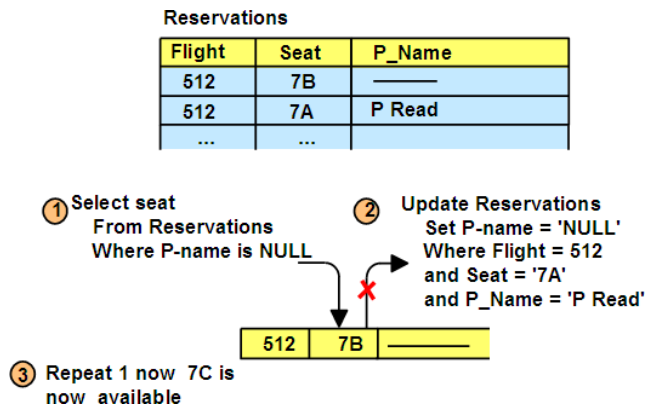 Reservations
Flight Seat P_Name
512 7B
512 7A P Read
... ...
1 Select seat
From Reservations
Where P-name is NULL
2 Update Reservations
Set P-name = 'NULL'
Where Flight = 512
and Seat = '7A'
and P_Name = 'P Read'
512 7B
3 Repeat 1 now 7C is
now available